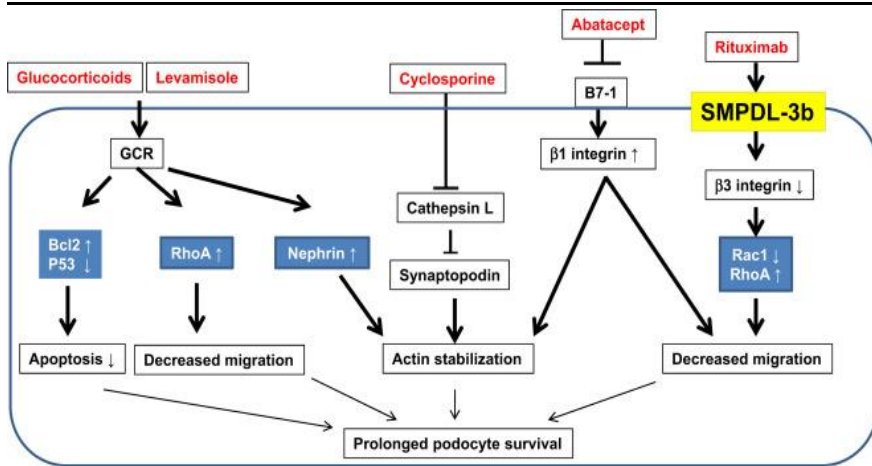 Abatacept
Rituximab
Glucocorticoids
Levamisole
Cyclosporine
B7-1
SMPDL-3b
GCR
β1 integrin ↑
β3 integrin ↓
Cathepsin L
Bcl2 ↑
P53 ↓
RhoA ↑
Nephrin ↑
Synaptopodin
Rac1 ↓
RhoA ↑
Apoptosis ↓
Decreased migration
Actin stabilization
Decreased migration
Prolonged podocyte survival